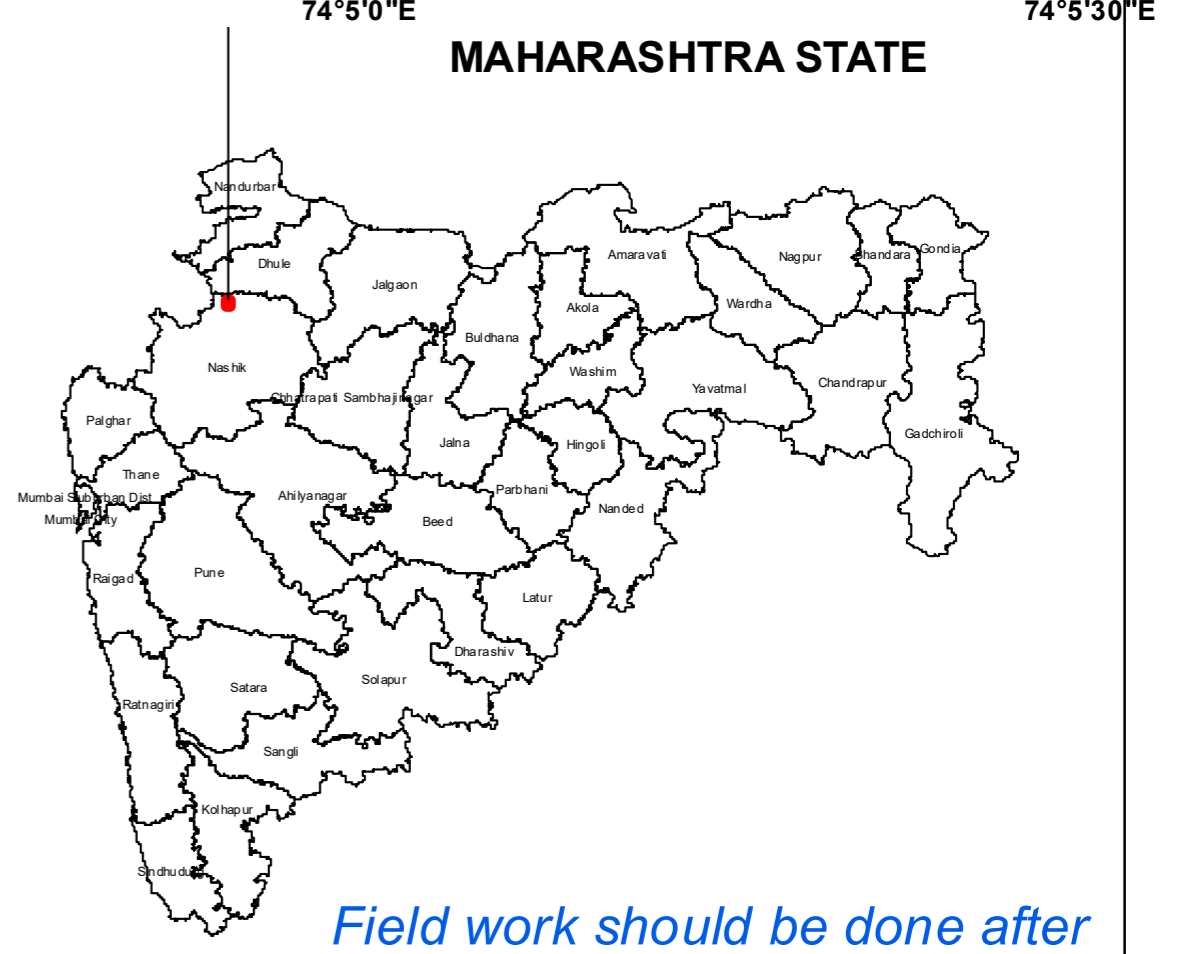 74°5'0"E
74°5'30"E
MAHARASHTRA STATE
Nandurbar
Dhule
Jalgaon
Amaravati
Nagpur
Bhandara
Gondia
Akola
Wardha
Buldhana
Nashik
Washim
Yavatmal
Chandrapur
Chhatrapati Sambhajinagar
Palghar
Jalna
Hingoli
Gadchiroli
Thane
Ahilyanagar
Parbhani
Mumbai Suburban Dist
Mumbai City
Beed
Nanded
Raigad
Pune
Latur
Dharashiv
Solapur
Satara
Ratnagiri
Sangli
Kolhapur
Sindhudurg
Field work should be done after